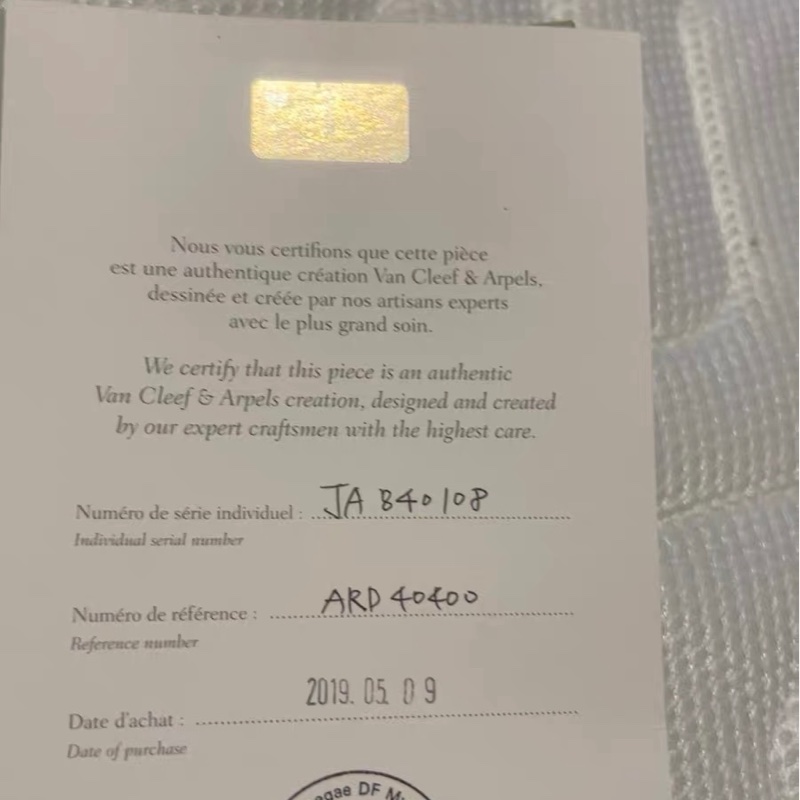 Nous vous certifions que cette pièce
est une authentique création Van Cleef & Arpels,
dessinée et créée par nos artisans experts
avec le plus grand soin.
We certify that this piece is an authentic
Van Cleef & Arpels creation, designed and created
by our expert craftsmen with the highest care.
Numéro de série individuel : JA B40108
Individual serial number
Numéro de référence : ARD 40400
Reference number
2019. 05. 09
Date d'achat :
Date of purchase
DF